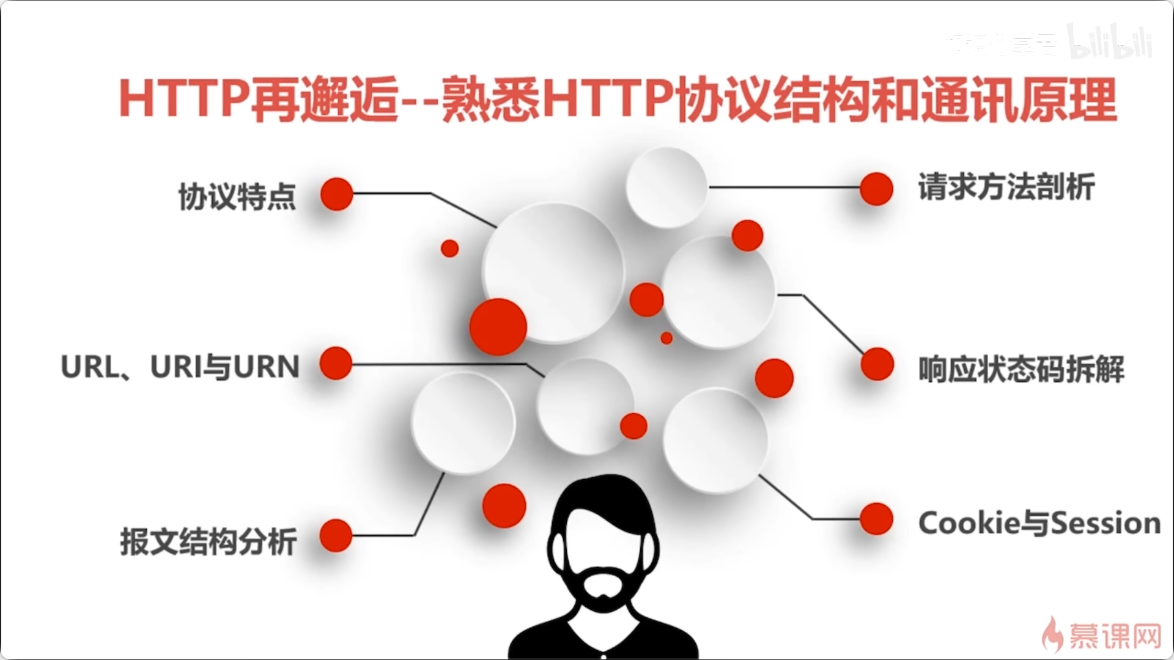 bilibili
HTTP再邂逅--熟悉HTTP协议结构和通讯原理
协议特点
请求方法剖析
URL、URI与URN
响应状态码拆解
报文结构分析
Cookie与Session
慕课网